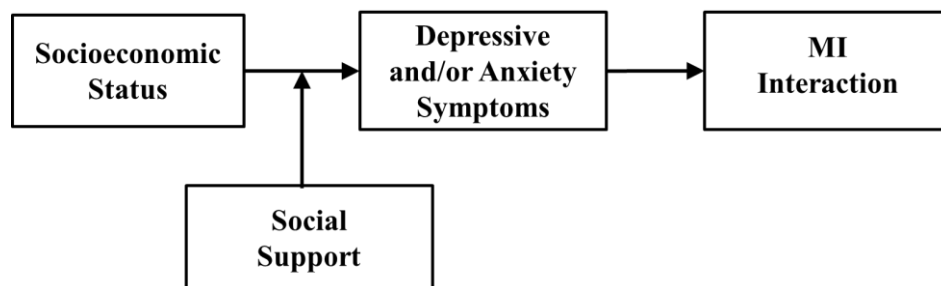 Socioeconomic
Status
Depressive
and/or Anxiety
Symptoms
MI
Interaction
Social
Support